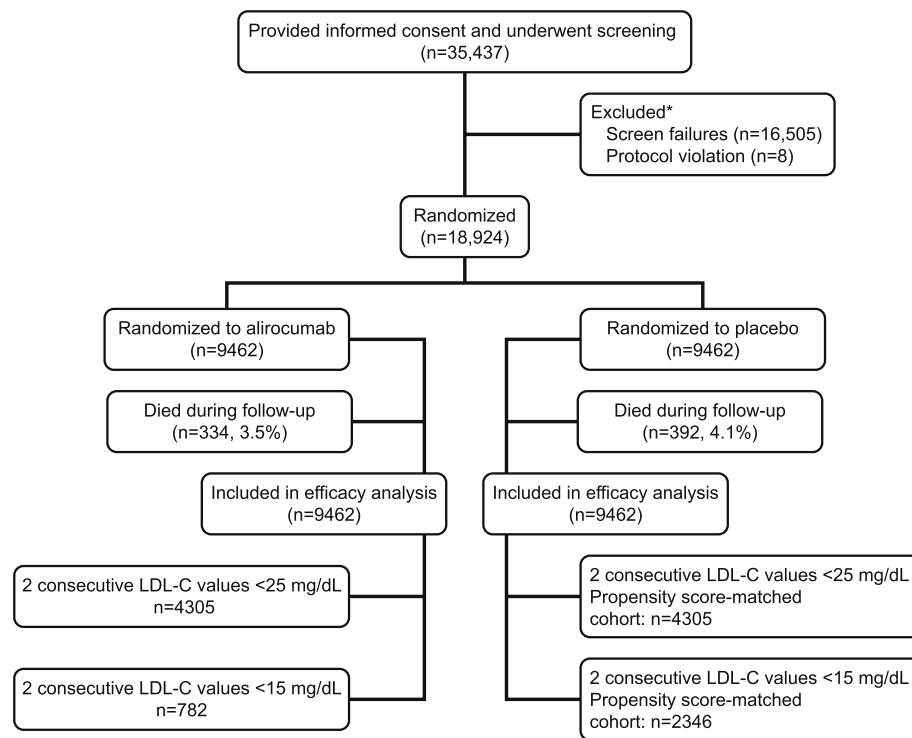 Provided informed consent and underwent screening
(n=35,437)
Excluded*
Screen failures (n=16,505)
Protocol violation (n=8)
Randomized
(n=18,924)
Randomized to alirocumab
(n=9462)
Randomized to placebo
(n=9462)
Died during follow-up
(n=334, 3.5%)
Died during follow-up
(n=392, 4.1%)
Included in efficacy analysis
(n=9462)
Included in efficacy analysis
(n=9462)
2 consecutive LDL-C values <25 mg/dL
n=4305
2 consecutive LDL-C values <25 mg/dL
Propensity score-matched
cohort: n=4305
2 consecutive LDL-C values <15 mg/dL
n=782
2 consecutive LDL-C values <15 mg/dL
Propensity score-matched
cohort: n=2346